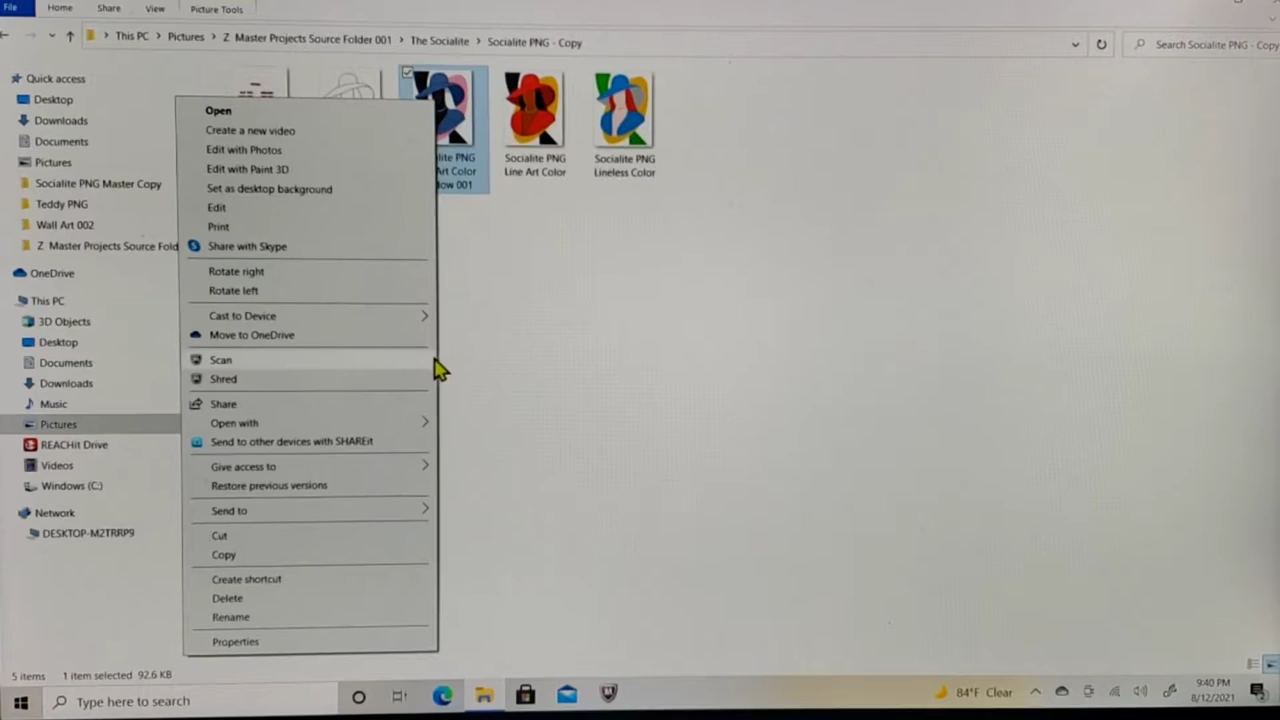 File Home Share View Picture Tools
This PC > Pictures > Z Master Projects Source Folder 001 > The Socialite > Socialite PNG - Copy
Search Socialite PNG - Copy
Quick access
Desktop
Downloads
Documents
Pictures
Socialite PNG Master Copy
Teddy PNG
Wall Art 002
Z Master Projects Source Fold
OneDrive
This PC
3D Objects
Desktop
Documents
Downloads
Music
Pictures
REACHit Drive
Videos
Windows (C:)
Network
DESKTOP-M2TRRP9
Open
Create a new video
Edit with Photos
Edit with Paint 3D
Set as desktop background
Edit
Print
Share with Skype
Rotate right
Rotate left
Cast to Device
Move to OneDrive
Scan
Shred
Share
Open with
Send to other devices with SHAREit
Give access to
Restore previous versions
Send to
Cut
Copy
Create shortcut
Delete
Rename
Properties
lite PNG
Art Color
low 001
Socialite PNG
Line Art Color
Socialite PNG
Lineless Color
5 items 1 item selected 92.6 KB
Type here to search
84°F Clear
9:40 PM
8/12/2021